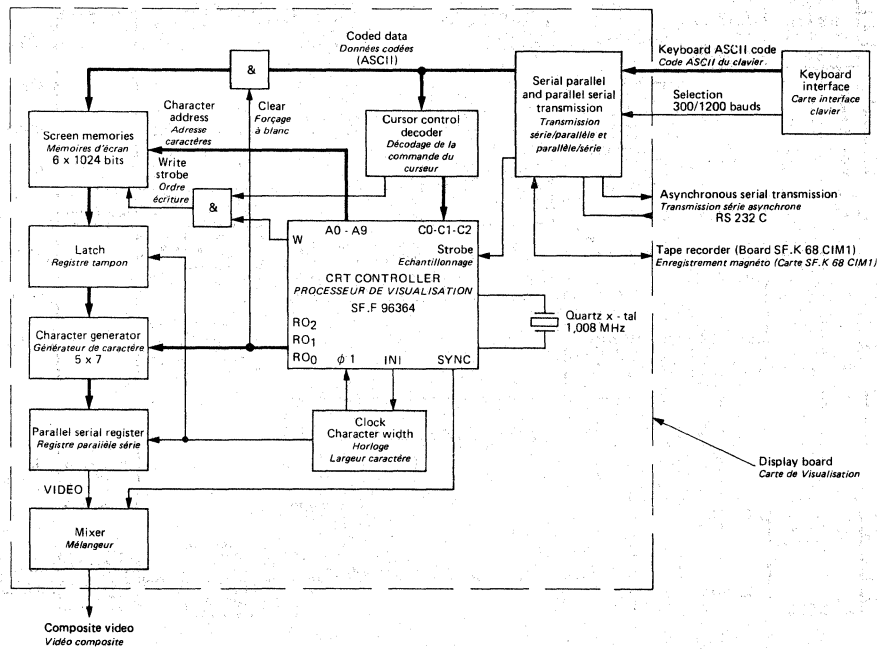 Coded data
Données codées
(ASCII)
&
Keyboard ASCII code
Code ASCII du clavier
Selection
300/1200 bauds
Keyboard
interface
Carte interface
clavier
Serial parallel
and parallel serial
transmission
Transmission
série/parallèle et
parallèle/série
Character
address
Adresse
caractères
Clear
Forçage
à blanc
Cursor control
decoder
Décodage de la
commande du
curseur
Screen memories
Mémoires d'écran
6 x 1024 bits
Write
strobe
Ordre
écriture
&
Asynchronous serial transmission
Transmission série asynchrone
RS 232 C
Tape recorder (Board SF.K 68 CIM1)
Enregistrement magnéto (Carte SF.K 68 CIM1)
A0 - A9
C0-C1-C2
W
Strobe
Echantillonnage
CRT CONTROLLER
PROCESSEUR DE VISUALISATION
SF.F 96364
RO2
RO1
RO0
ϕ 1
INI
SYNC
Quartz x - tal
1,008 MHz
Latch
Registre tampon
Character generator
Générateur de caractère
5 x 7
Parallel serial register
Registre parallèle série
Clock
Character width
Horloge
Largeur caractère
Display board
Carte de Visualisation
VIDEO
Mixer
Mélangeur
Composite video
Vidéo composite